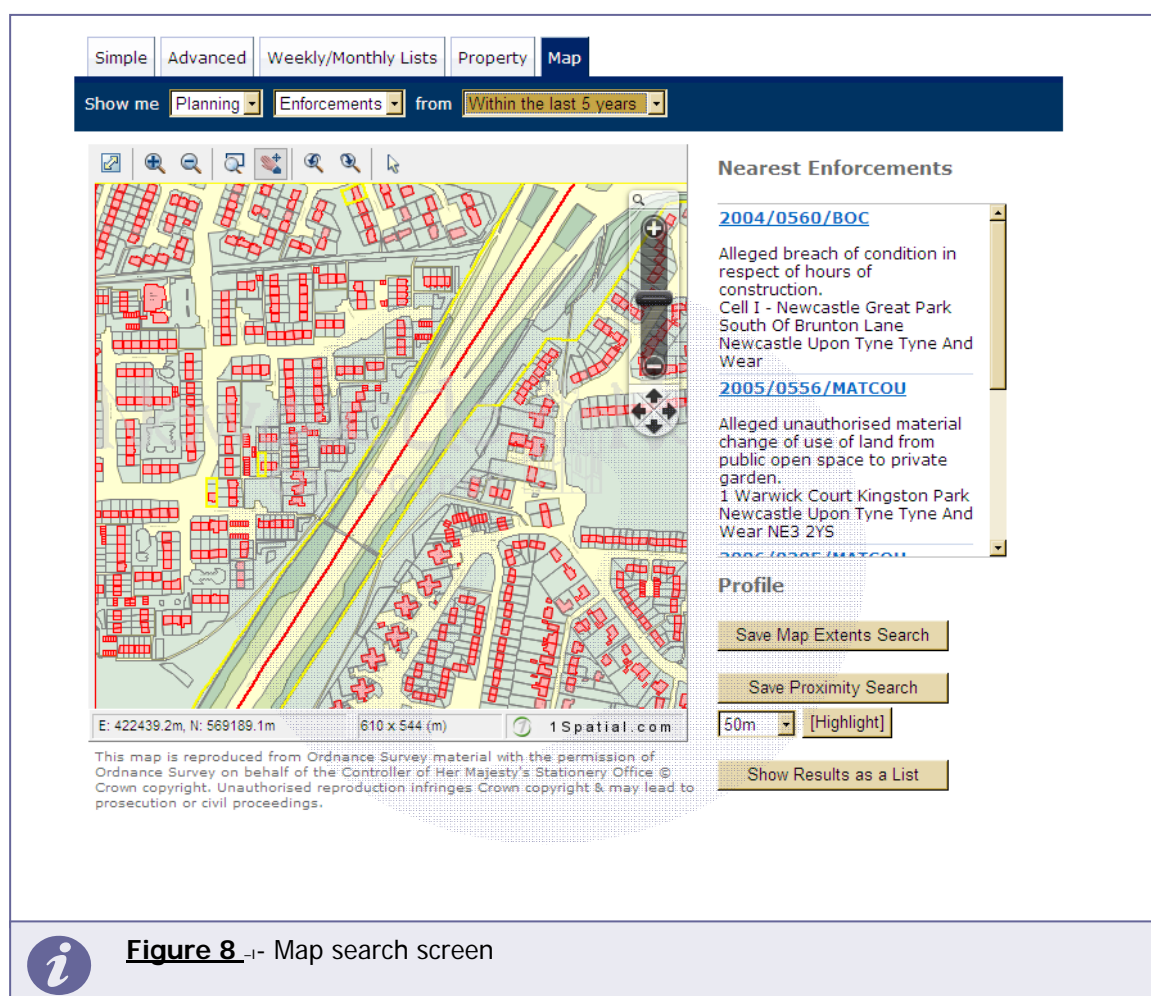 Simple Advanced Weekly/Monthly Lists Property Map
Show me Planning Enforcements from Within the last 5 years
Nearest Enforcements
2004/0560/BOC
Alleged breach of condition in
respect of hours of
construction.
Cell I - Newcastle Great Park
South Of Brunton Lane
Newcastle Upon Tyne Tyne And
Wear
2005/0556/MATCOU
Alleged unauthorised material
change of use of land from
public open space to private
garden.
1 Warwick Court Kingston Park
Newcastle Upon Tyne Tyne And
Wear NE3 2YS
Profile
Save Map Extents Search
Save Proximity Search
50m [Highlight]
Show Results as a List
E: 422439.2m, N: 569189.1m 610 x 544 (m) 1Spatial.com
This map is reproduced from Ordnance Survey material with the permission of
Ordnance Survey on behalf of the Controller of Her Majesty's Stationery Office ©
Crown copyright. Unauthorised reproduction infringes Crown copyright & may lead to
prosecution or civil proceedings.
Figure 8 -- Map search screen